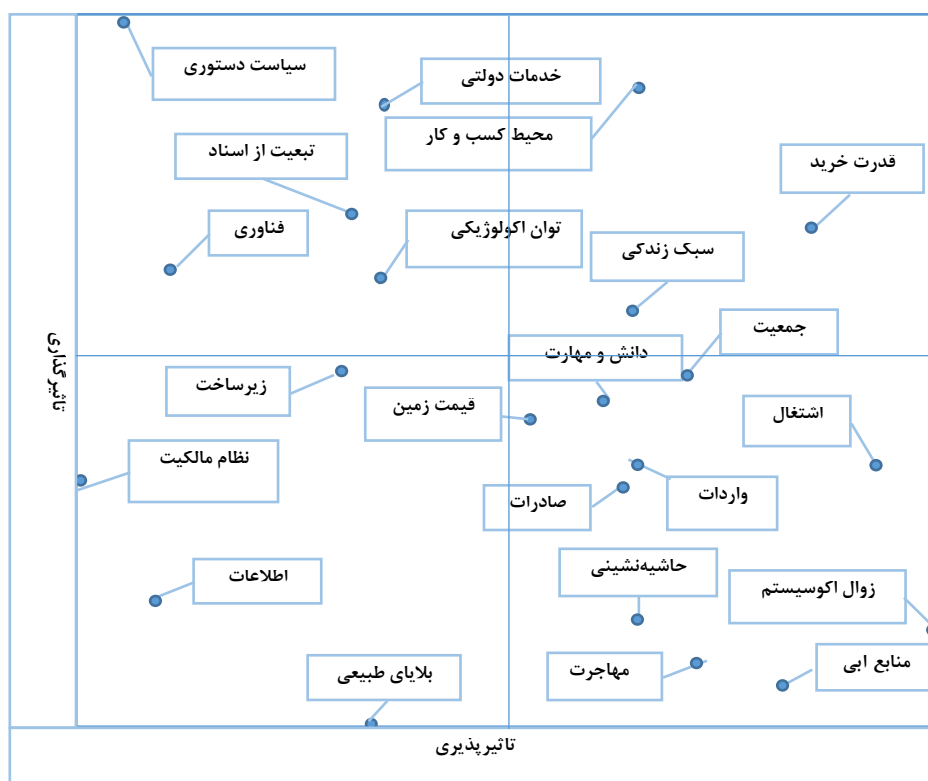 سیاست دستوری
خدمات دولتی
محیط کسب و کار
تبعیت از اسناد
قدرت خرید
فناوری
توان اکولوژیکی
سبک زندکی
جمعیت
دانش و مهارت
تاثیرگذاری
زیرساخت
قیمت زمین
اشتغال
نظام مالکیت
واردات
صادرات
حاشیه‌نشینی
اطلاعات
زوال اکوسیستم
منابع ابی
مهاجرت
بلایای طبیعی
تاثیرپذیری